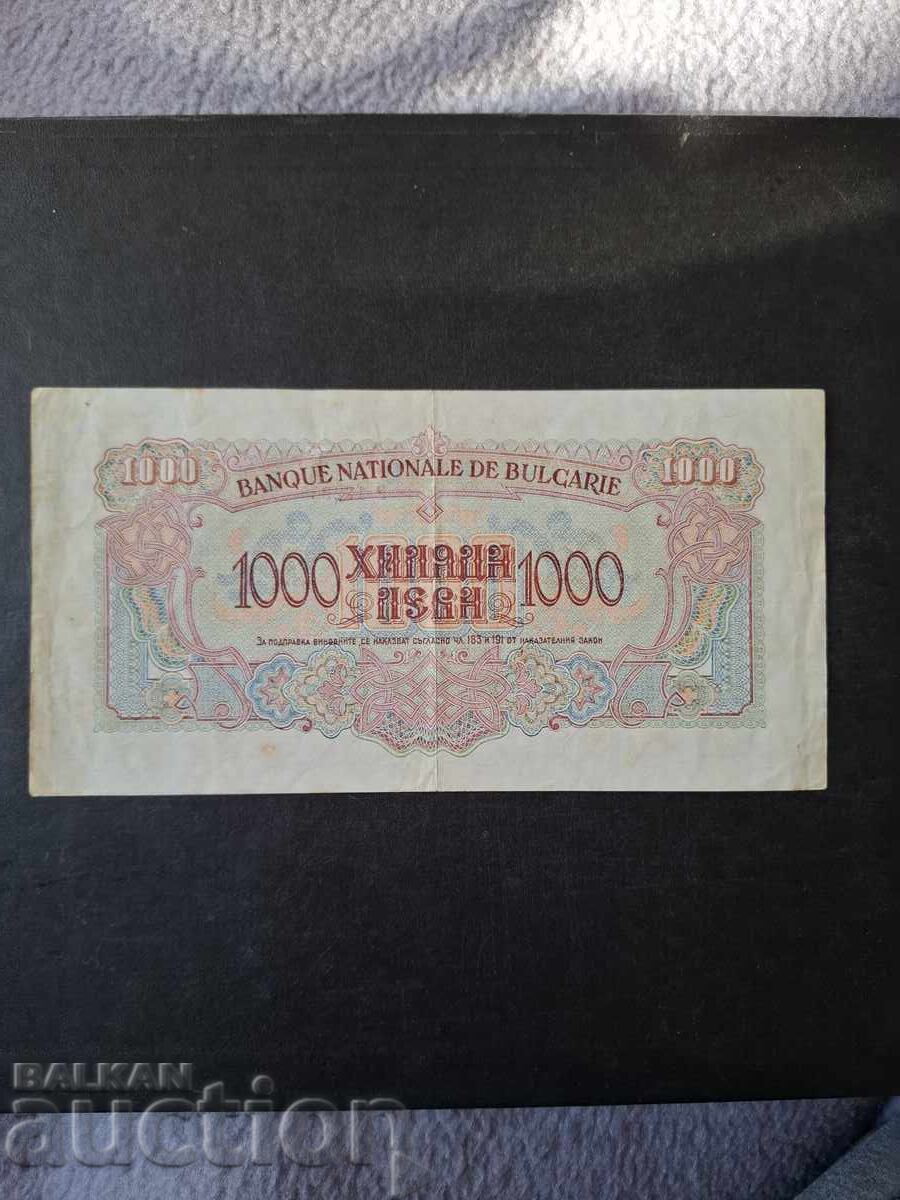 BANQUE NATIONALE DE BULGARIE
1000 1000
1000 ХИЛЯДА 1000
ЛЕВА
ЗА ПОДПРАВКА ВИНОВНИТЕ СЕ НАКАЗВАТ СЪГЛАСНО ЧЛ. 183 И 191 ОТ НАКАЗАТЕЛНИЯ ЗАКОН
BALKAN
auction